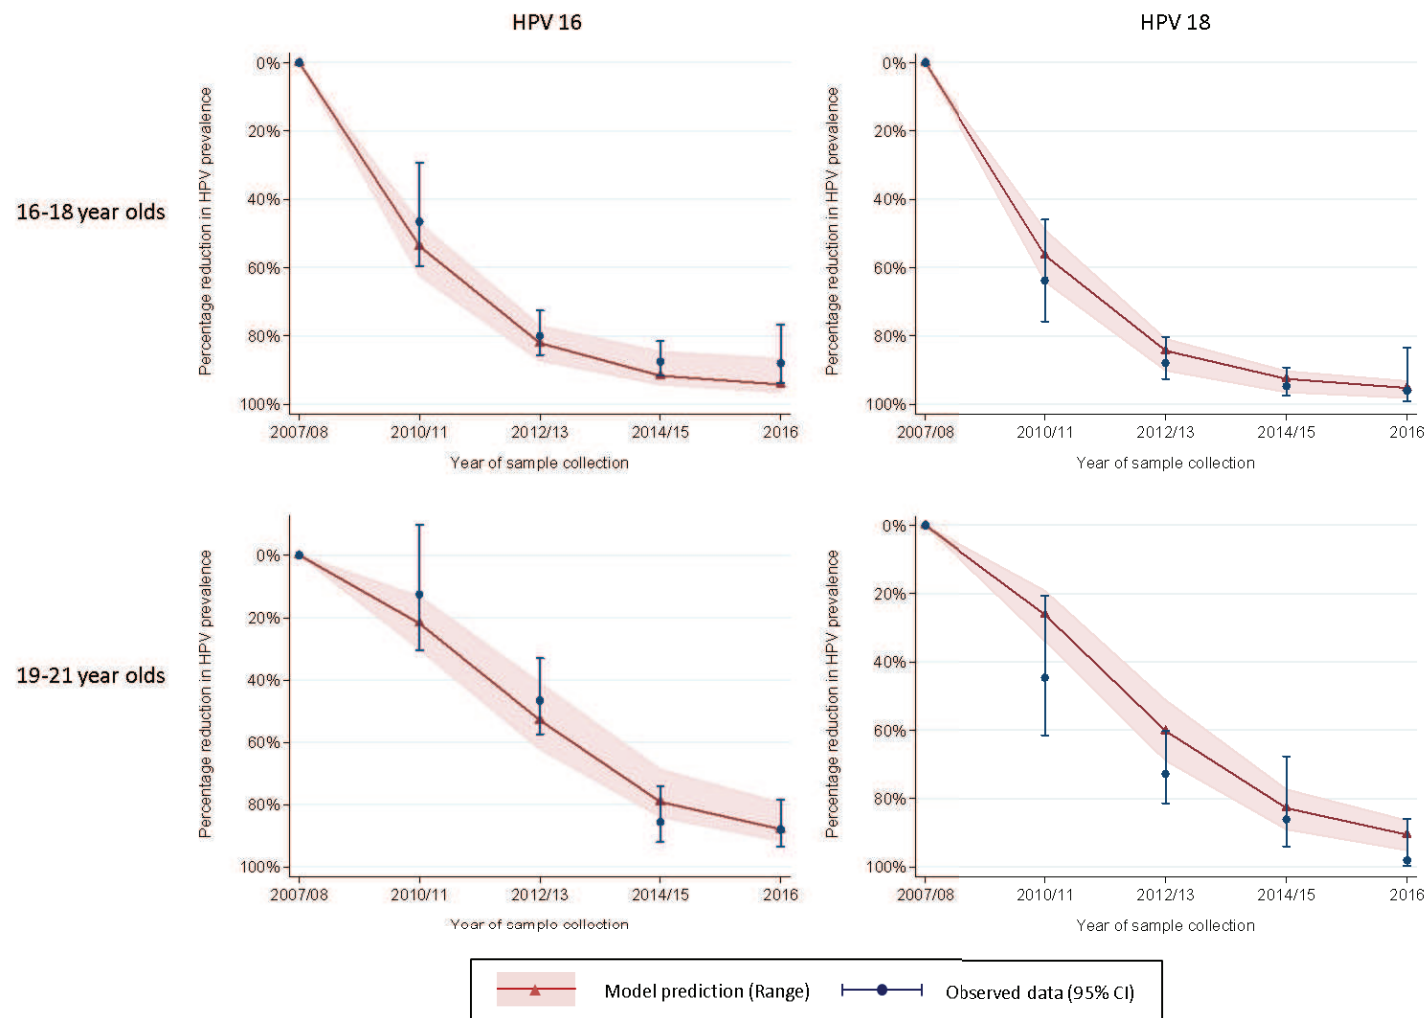 HPV 16
HPV 18
16-18 year olds
Percentage reduction in HPV prevalence
0%
20%
40%
60%
80%
100%
2007/08 2010/11 2012/13 2014/15 2016
Year of sample collection
Percentage reduction in HPV prevalence
0%
20%
40%
60%
80%
100%
2007/08 2010/11 2012/13 2014/15 2016
Year of sample collection
19-21 year olds
Percentage reduction in HPV prevalence
0%
20%
40%
60%
80%
100%
2007/08 2010/11 2012/13 2014/15 2016
Year of sample collection
Percentage reduction in HPV prevalence
0%
20%
40%
60%
80%
100%
2007/08 2010/11 2012/13 2014/15 2016
Year of sample collection
Model prediction (Range)
Observed data (95% CI)